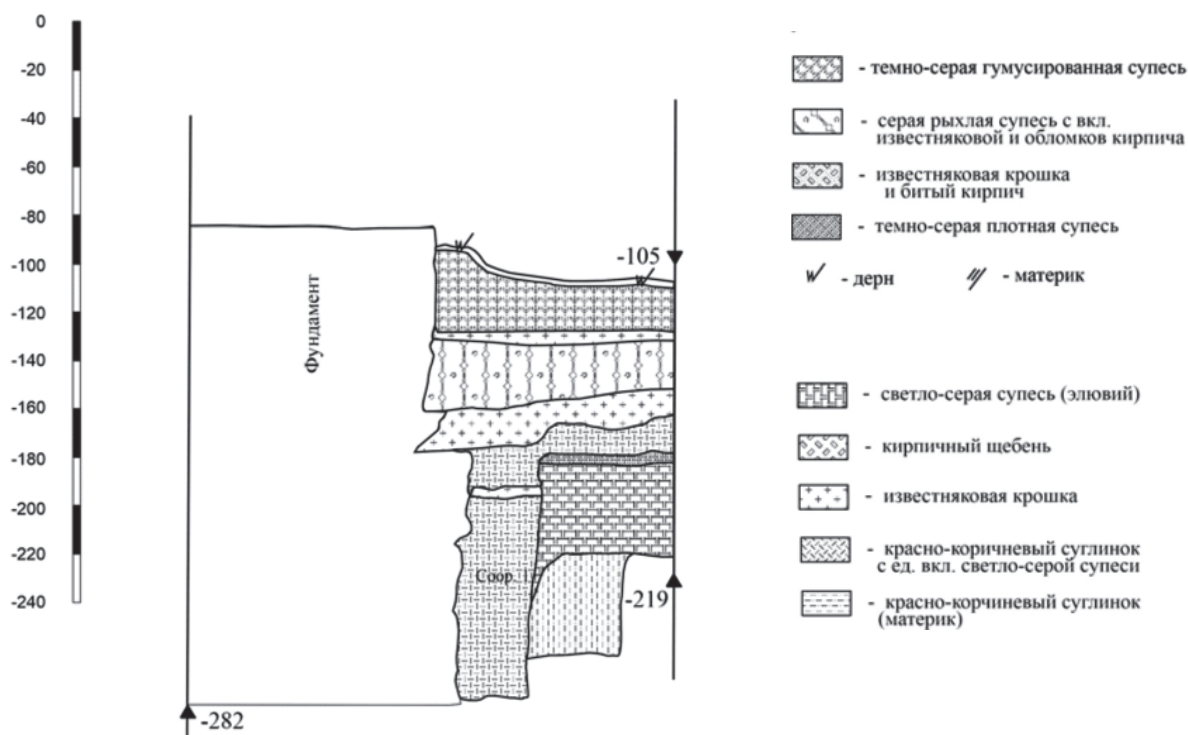 0
-20
-40
-60
-80
-100
-120
-140
-160
-180
-200
-220
-240
Фундамент
-105
Соор. 1
-219
-282
- темно-серая гумусированная супесь
- серая рыхлая супесь с вкл.
известняковой и обломков кирпича
- известняковая крошка
и битый кирпич
- темно-серая плотная супесь
- дерн
- материк
- светло-серая супесь (элювий)
- кирпичный щебень
- известняковая крошка
- красно-коричневый суглинок
с ед. вкл. светло-серой супеси
- красно-корчиневый суглинок
(материк)